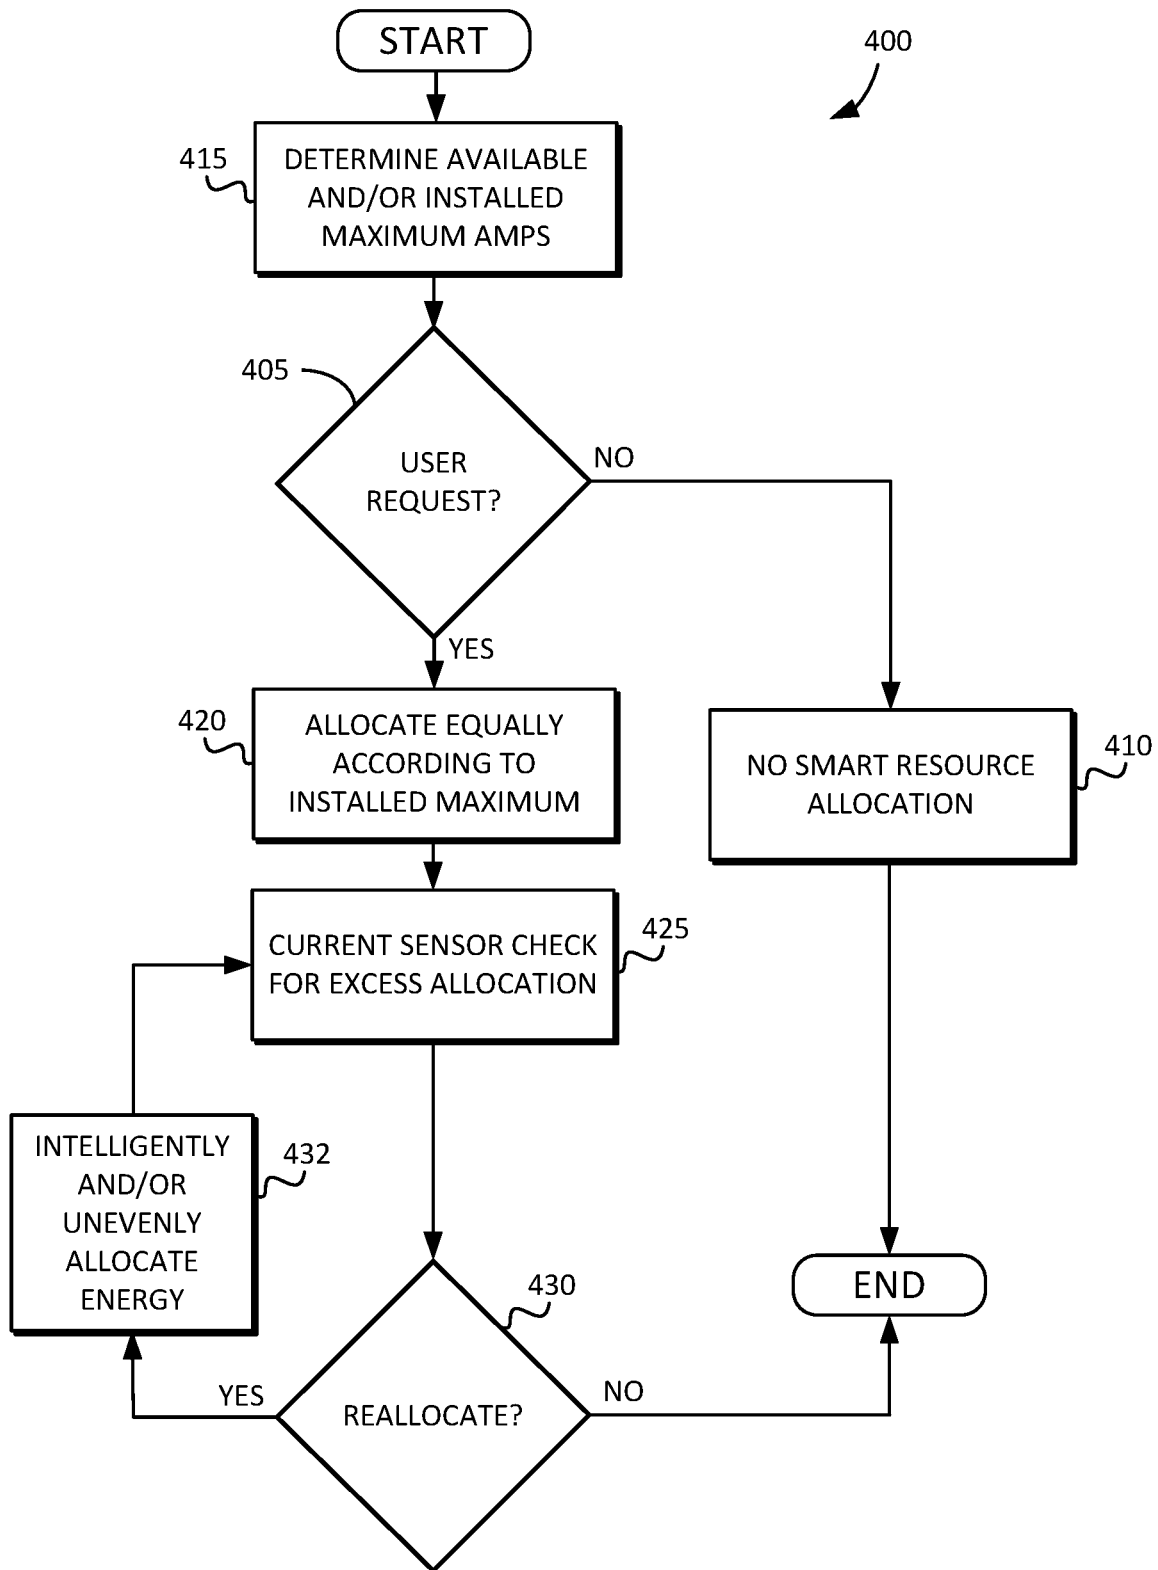 START
400
415
DETERMINE AVAILABLE
AND/OR INSTALLED
MAXIMUM AMPS
405
USER
REQUEST?
NO
YES
420
ALLOCATE EQUALLY
ACCORDING TO
INSTALLED MAXIMUM
NO SMART RESOURCE
ALLOCATION
410
CURRENT SENSOR CHECK
FOR EXCESS ALLOCATION
425
INTELLIGENTLY
AND/OR
UNEVENLY
ALLOCATE
ENERGY
432
430
END
YES
REALLOCATE?
NO